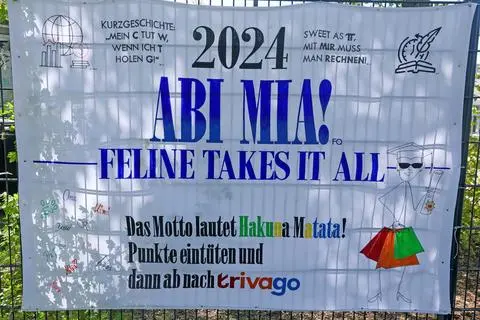 KURZGESCHICHTE:
"MEIN C TUT W,
WENN ICH T
HOLEN GI"...
2024
SWEET AS π,
MIT MIR MUSS
MAN RECHNEN!
ABI MIA!
FO
FELINE TAKES IT ALL
Das Motto lautet Hakuna Matata!
Punkte eintüten und
dann ab nach trivago